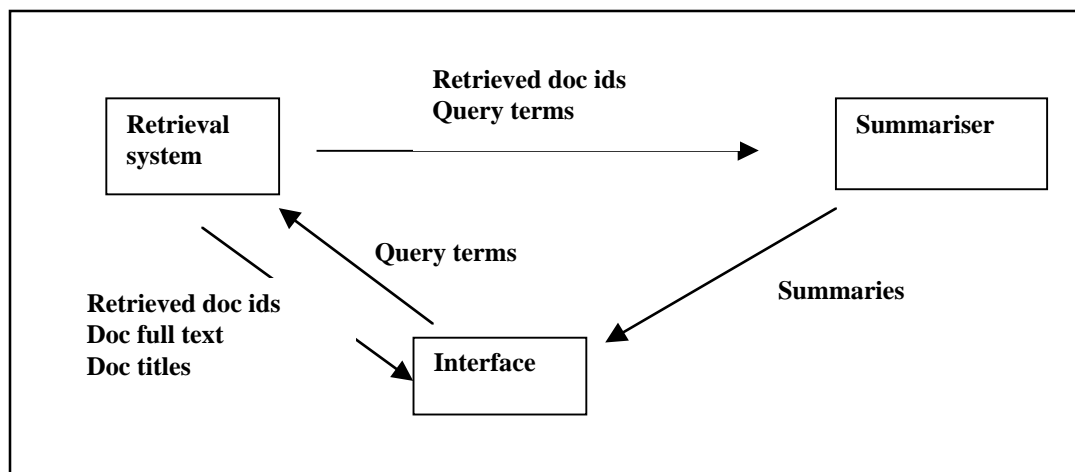 Retrieved doc ids
Query terms
Retrieval
system
Summariser
Query terms
Summaries
Retrieved doc ids
Doc full text
Doc titles
Interface